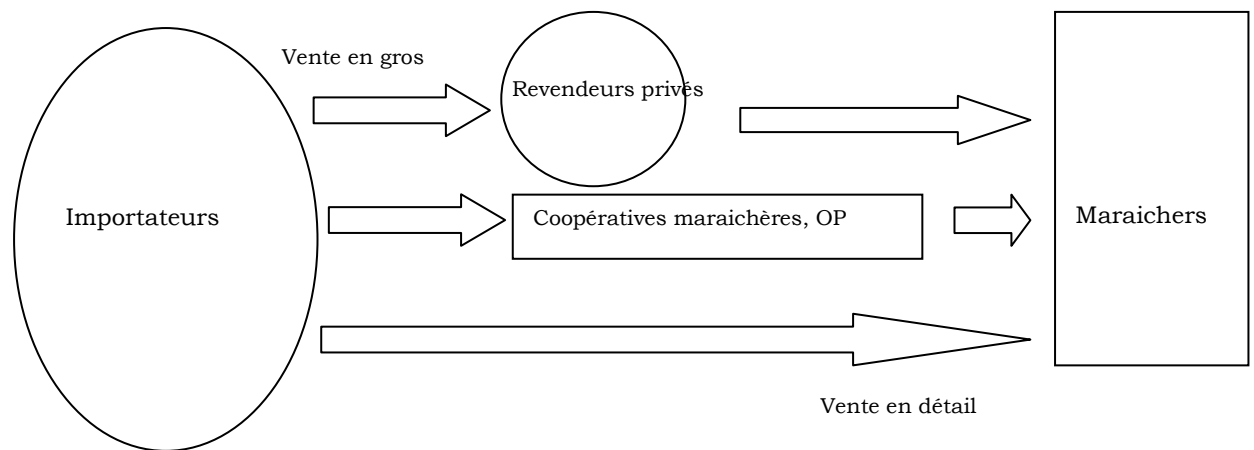 Vente en gros
Revendeurs privés
Importateurs
Coopératives maraichères, OP
Maraichers
Vente en détail